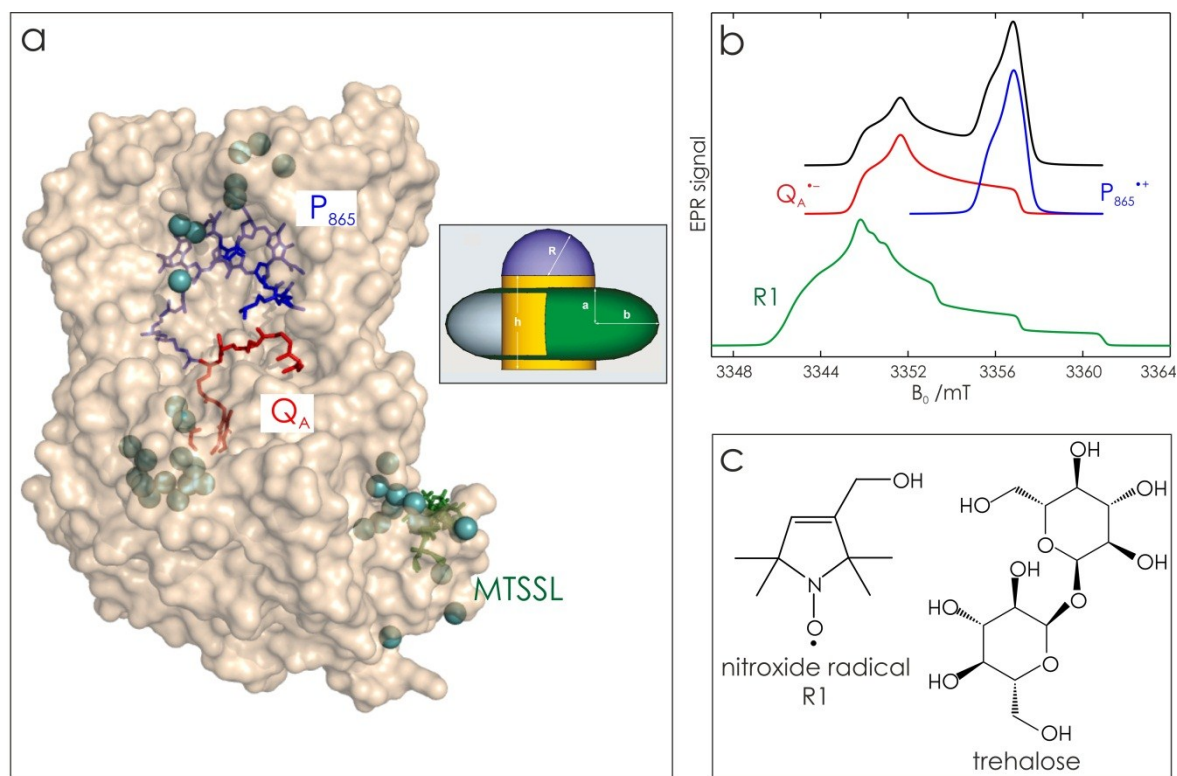 a
P865
QA
MTSSL
R
a
h
b
b
EPR signal
QA•−
P865•+
R1
3348
3344
3352
3356
3360
3364
B0 /mT
c
OH
N
O
•
nitroxide radical
R1
OH
HO
OH
O
OH
OH
O
HO
HO
O
HO
OH
trehalose